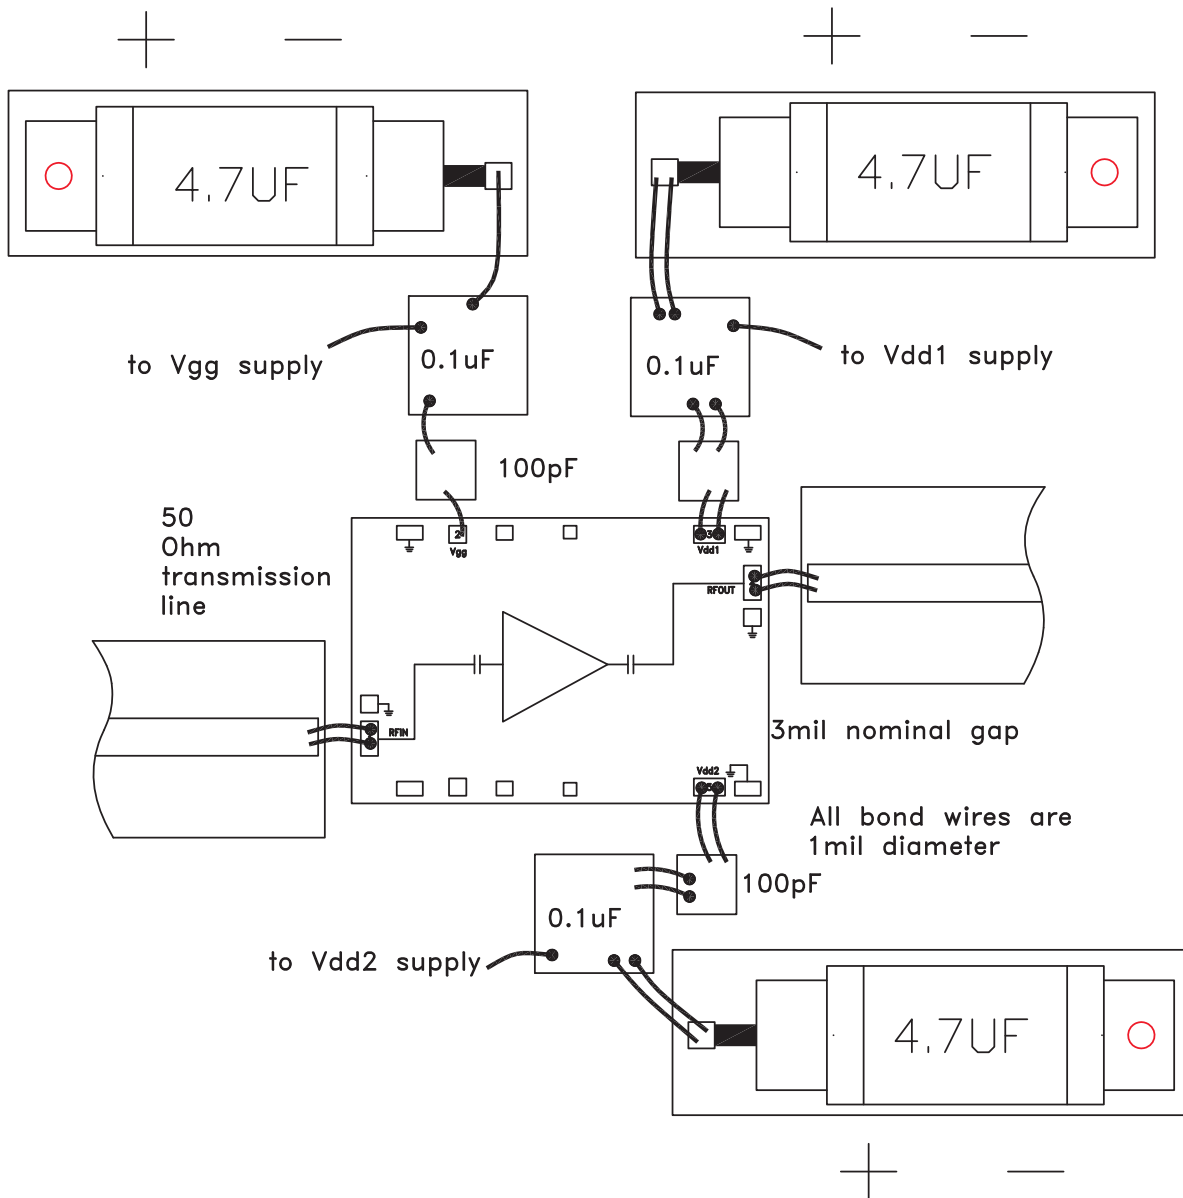 + —
+ —
4.7UF
4.7UF
to Vgg supply
0.1uF
0.1uF
to Vdd1 supply
100pF
50
Ohm
transmission
line
2
Vgg
3
Vdd1
RFOUT
RFIN
3mil nominal gap
Vdd2
5
All bond wires are
1mil diameter
100pF
0.1uF
to Vdd2 supply
4.7UF
+ —